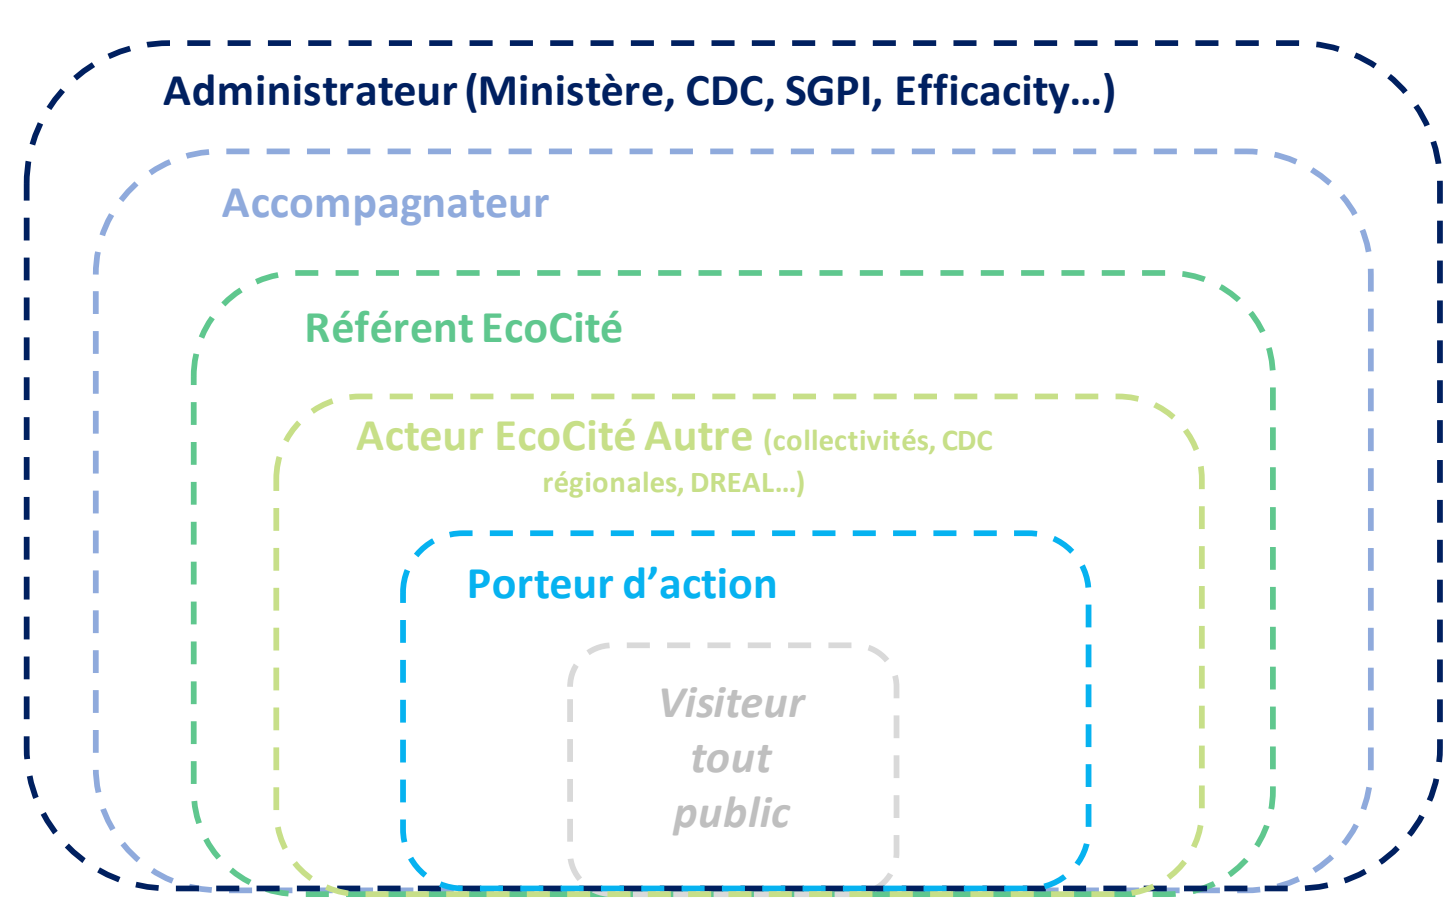 Administrateur (Ministère, CDC, SGPI, Efficacity…)
Accompagnateur
Référent EcoCité
Acteur EcoCité Autre (collectivités, CDC
régionales, DREAL…)
Porteur d’action
Visiteur
tout
public